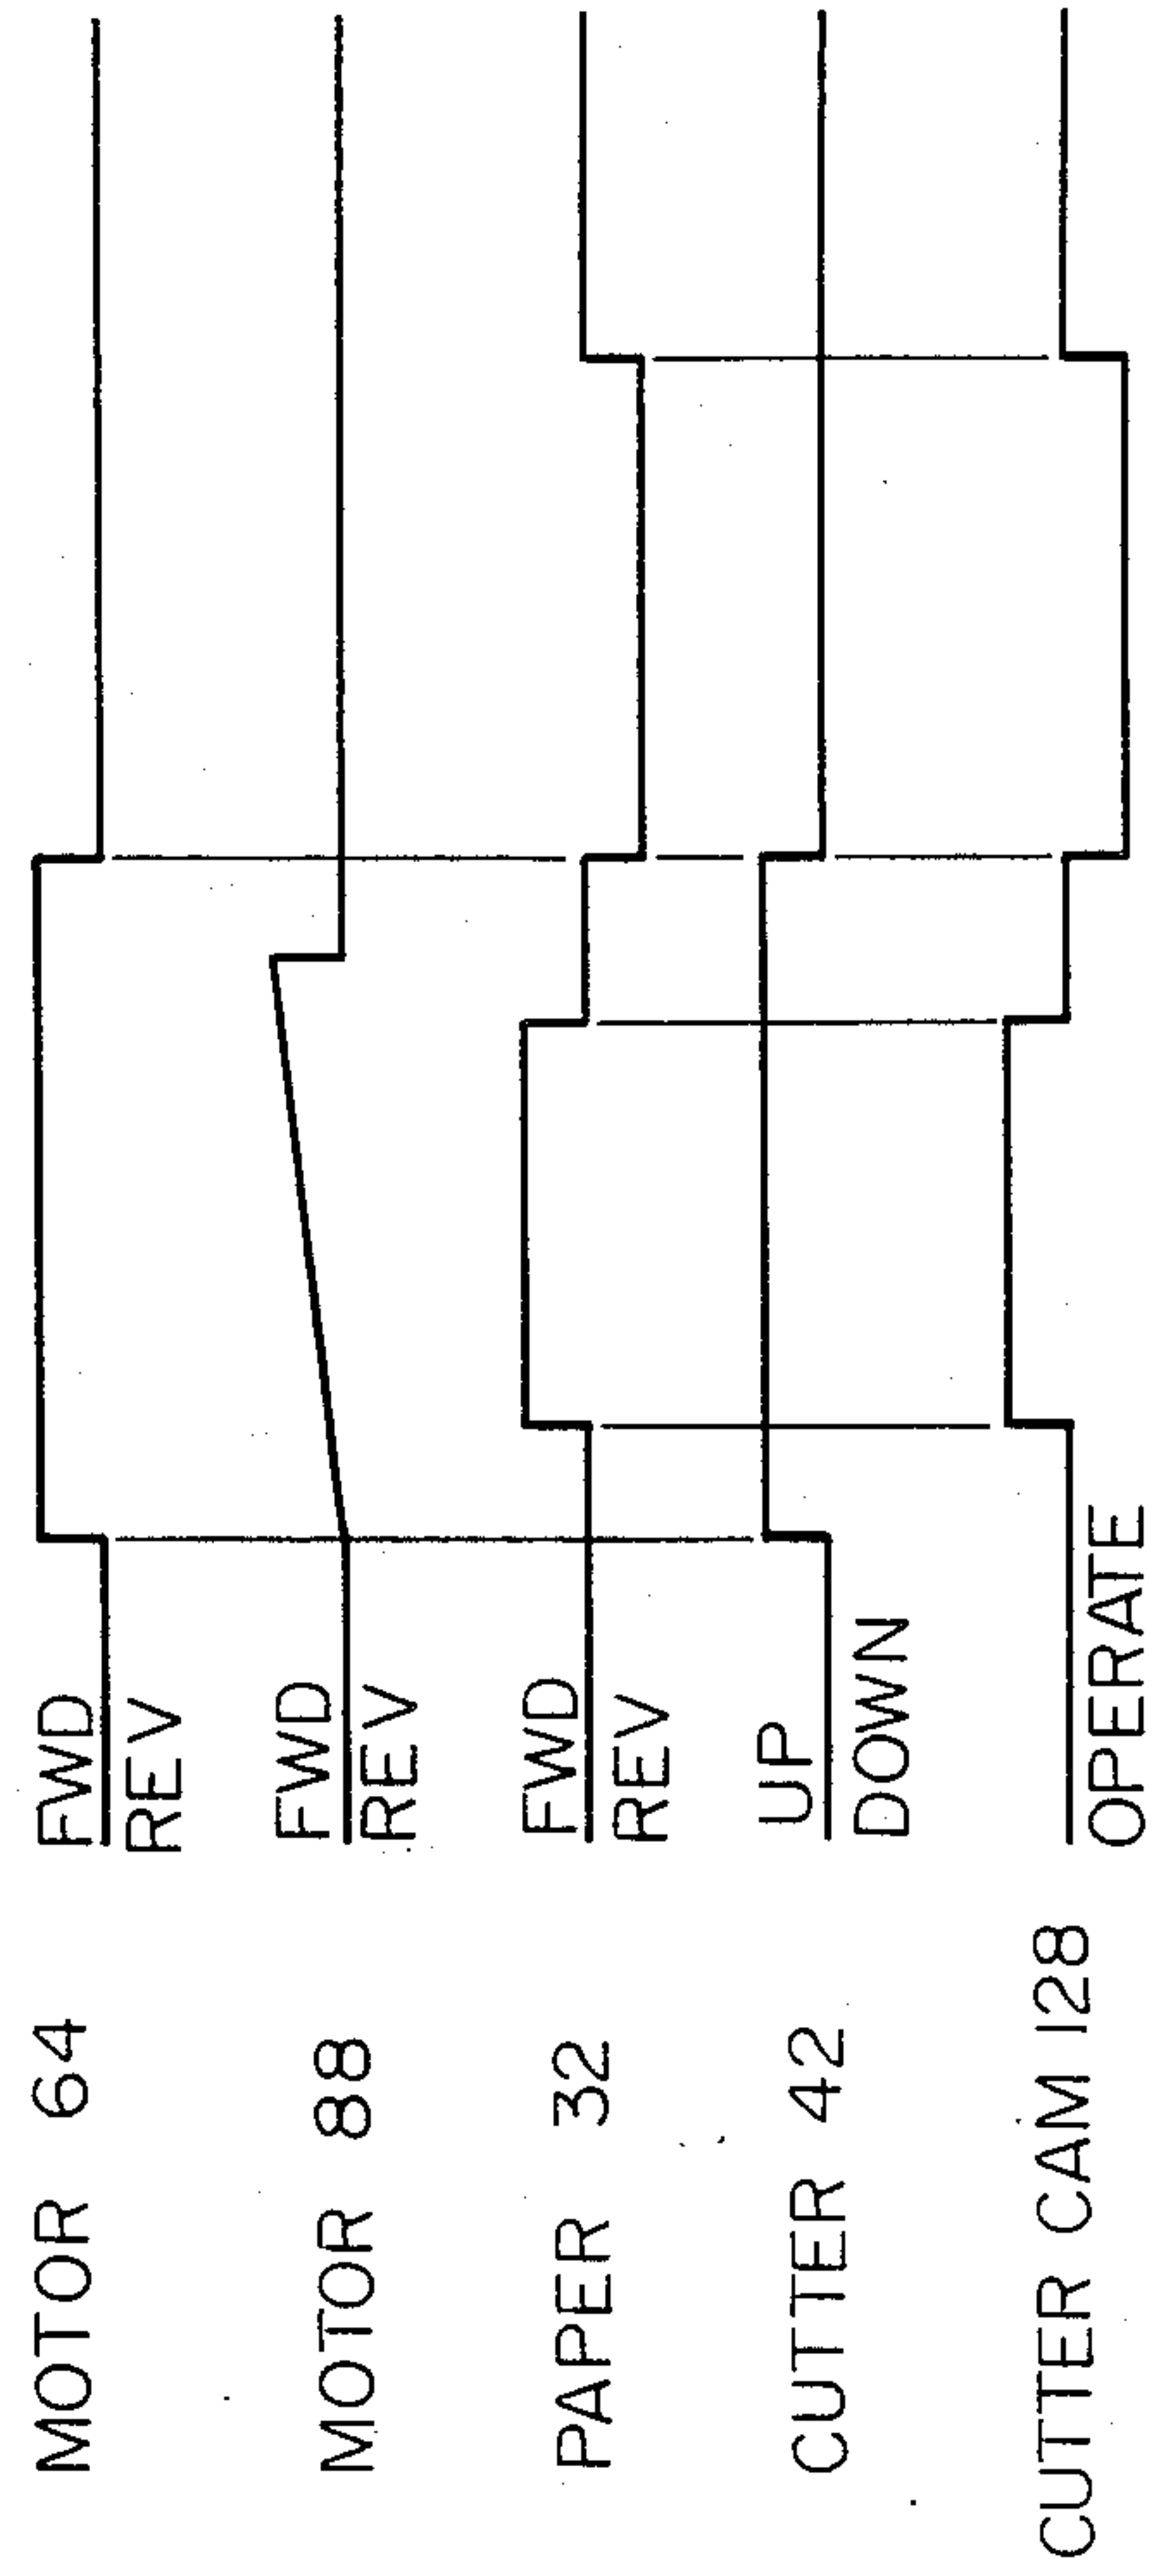 MOTOR 64
FWD
REV
MOTOR 88
FWD
REV
PAPER 32
FWD
REV
CUTTER 42
UP
DOWN
CUTTER CAM 128
OPERATE